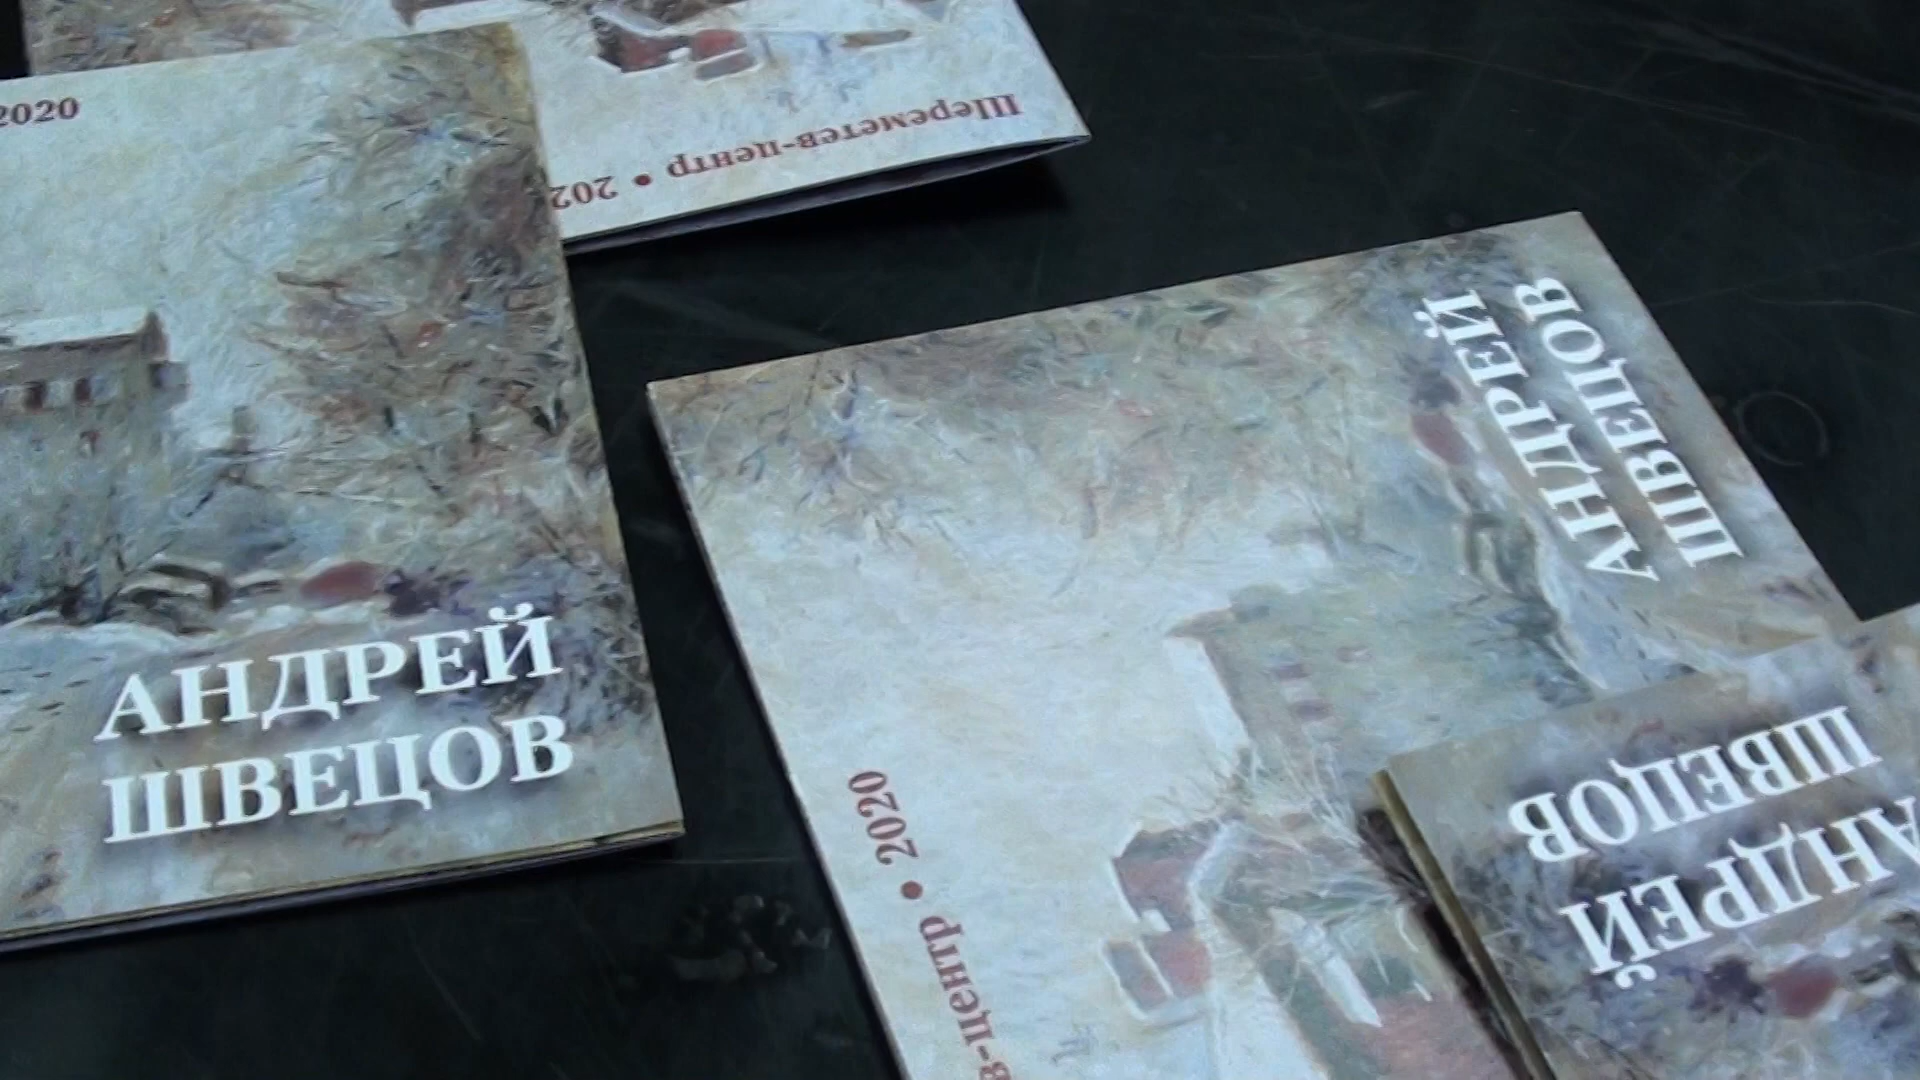 2020
Шереметев-центр • 202
АНДРЕЙ
ШВЕЦОВ
АНДРЕЙ
ШВЕЦОВ
в-центр • 2020
АНДРЕЙ
ШВЕЦОВ